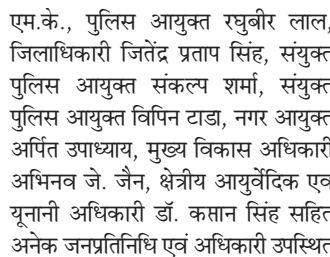 एम.के., पुलिस आयुक्त रघुबीर लाल,
जिलाधिकारी जितेंद्र प्रताप सिंह, संयुक्त
पुलिस आयुक्त संकल्प शर्मा, संयुक्त
पुलिस आयुक्त विपिन टाडा, नगर आयुक्त
अर्पित उपाध्याय, मुख्य विकास अधिकारी
अभिनव जे. जैन, क्षेत्रीय आयुर्वेदिक एवं
यूनानी अधिकारी डॉ. कप्तान सिंह सहित
अनेक जनप्रतिनिधि एवं अधिकारी उपस्थित